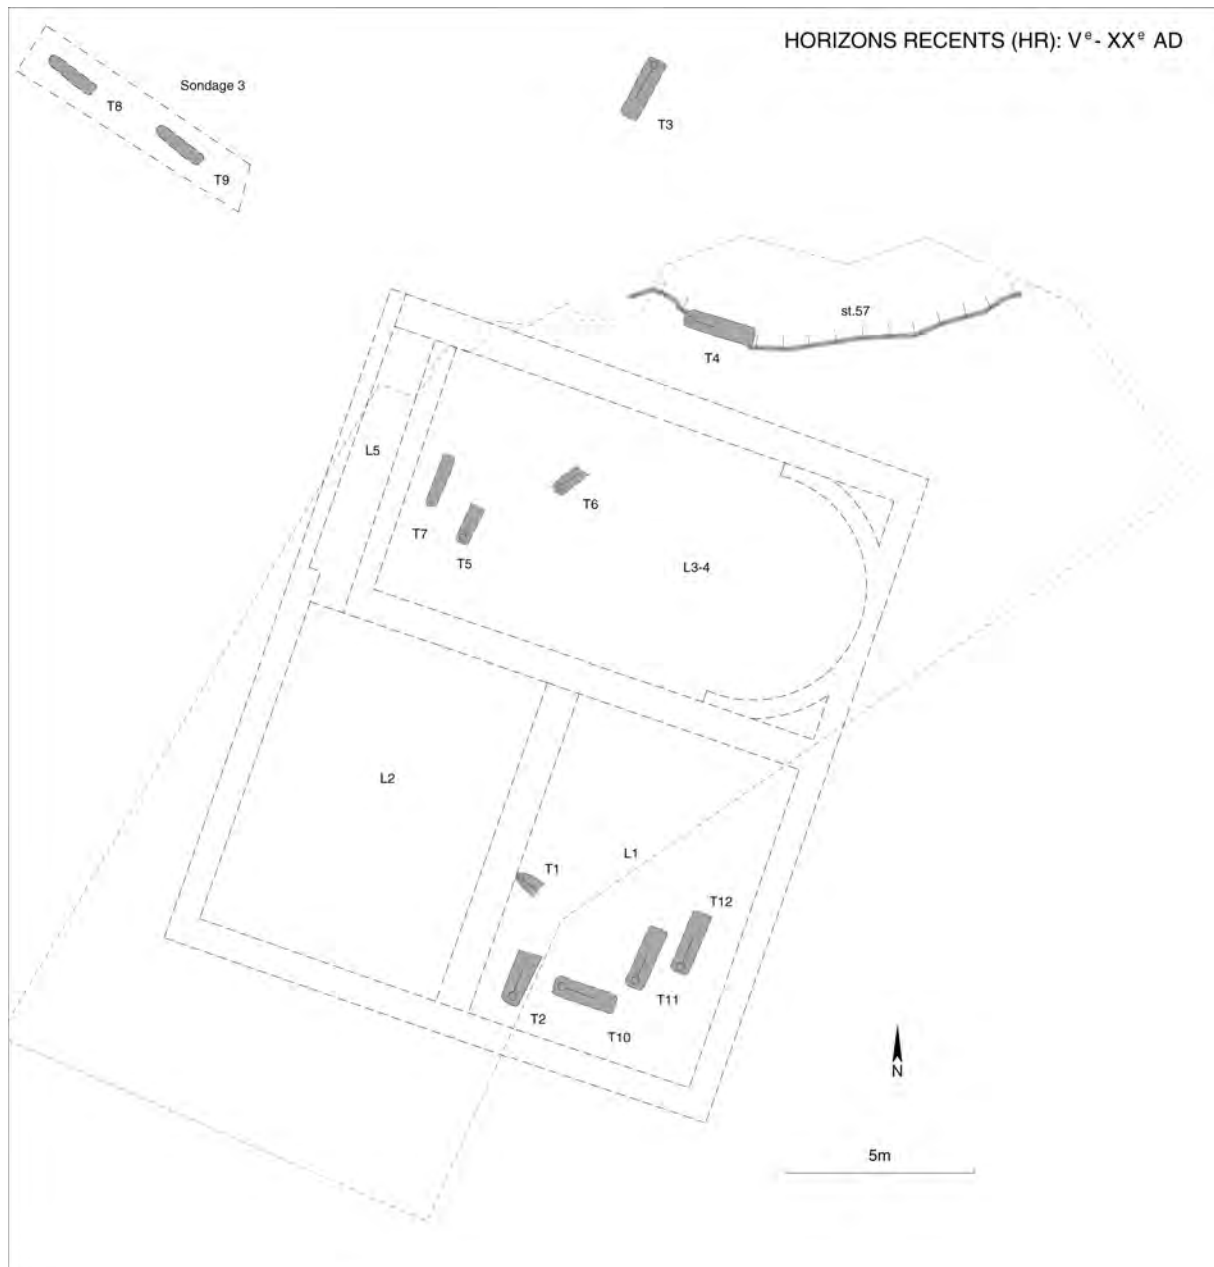 HORIZONS RECENTS (HR): Vᵉ- XXᵉ AD
Sondage 3
T8
T3
T9
st.57
T4
L5
T6
T7
T5
L3-4
L2
L1
T1
T12
T11
T2
T10
N
5m